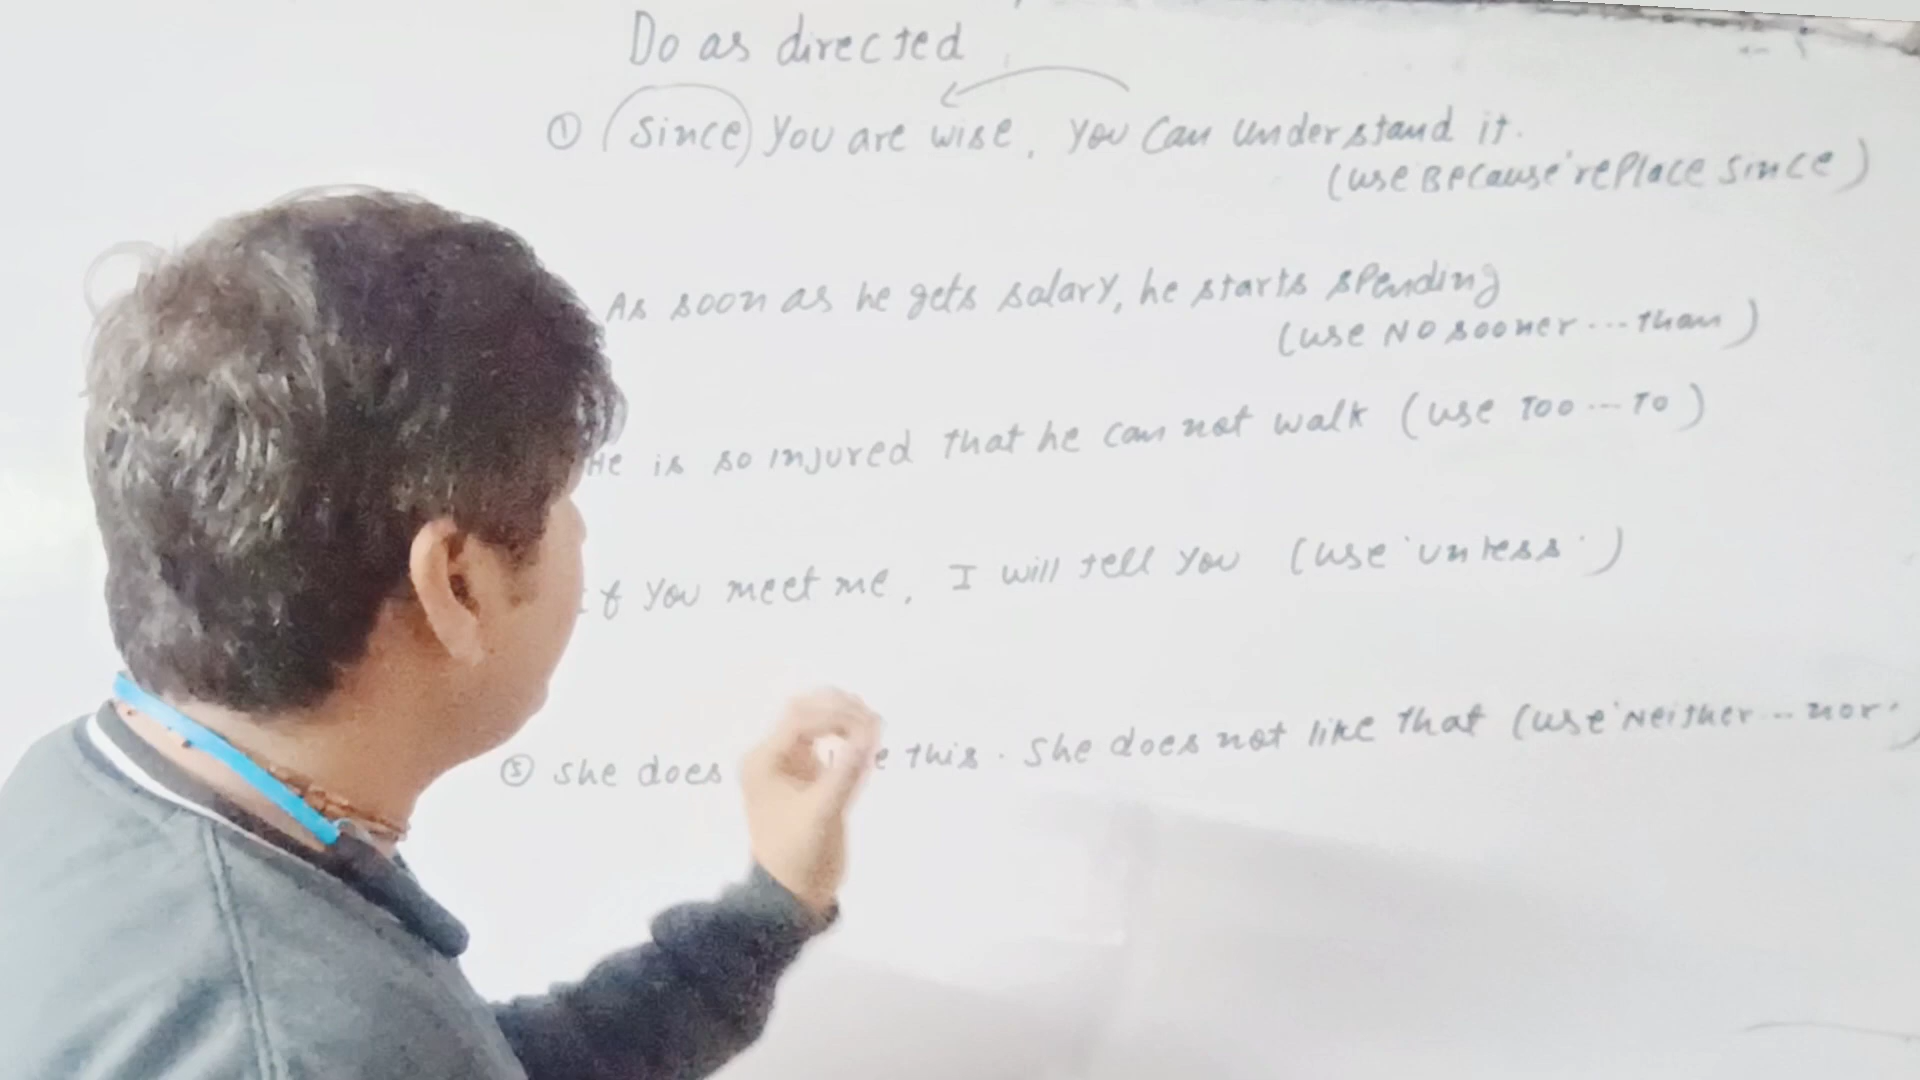 Do as directed
① Since you are wise, you can understand it.
(use Because' replace since)
As soon as he gets salary, he starts spending
(use No sooner ... than)
He is so injured that he can not walk (use Too ... To)
If you meet me, I will tell you (use 'unless')
⑤ she does this. She does not like that (use 'Neither ... nor')